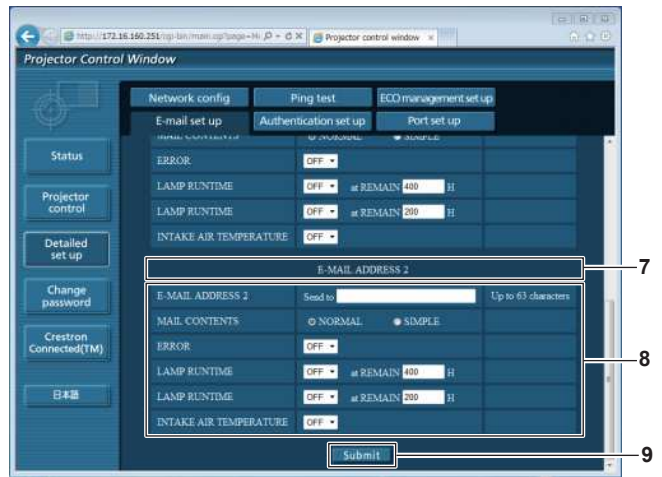 http://172.16.160.251/cgi-bin/main.cgi?page=
Projector control window
Projector Control Window
Network config Ping test ECO management set up
E-mail set up Authentication set up Port set up
MAIL CONTENTS NORMAL SIMPLE
Status
ERROR OFF
LAMP RUNTIME OFF at REMAIN 400 H
Projector control
LAMP RUNTIME OFF at REMAIN 200 H
INTAKE AIR TEMPERATURE OFF
Detailed set up
E-MAIL ADDRESS 2 7
E-MAIL ADDRESS 2 Send to Up to 63 characters
Change password
MAIL CONTENTS NORMAL SIMPLE
ERROR OFF
Crestron Connected(TM)
8
LAMP RUNTIME OFF at REMAIN 400 H
LAMP RUNTIME OFF at REMAIN 200 H
日本語
INTAKE AIR TEMPERATURE OFF
Submit 9